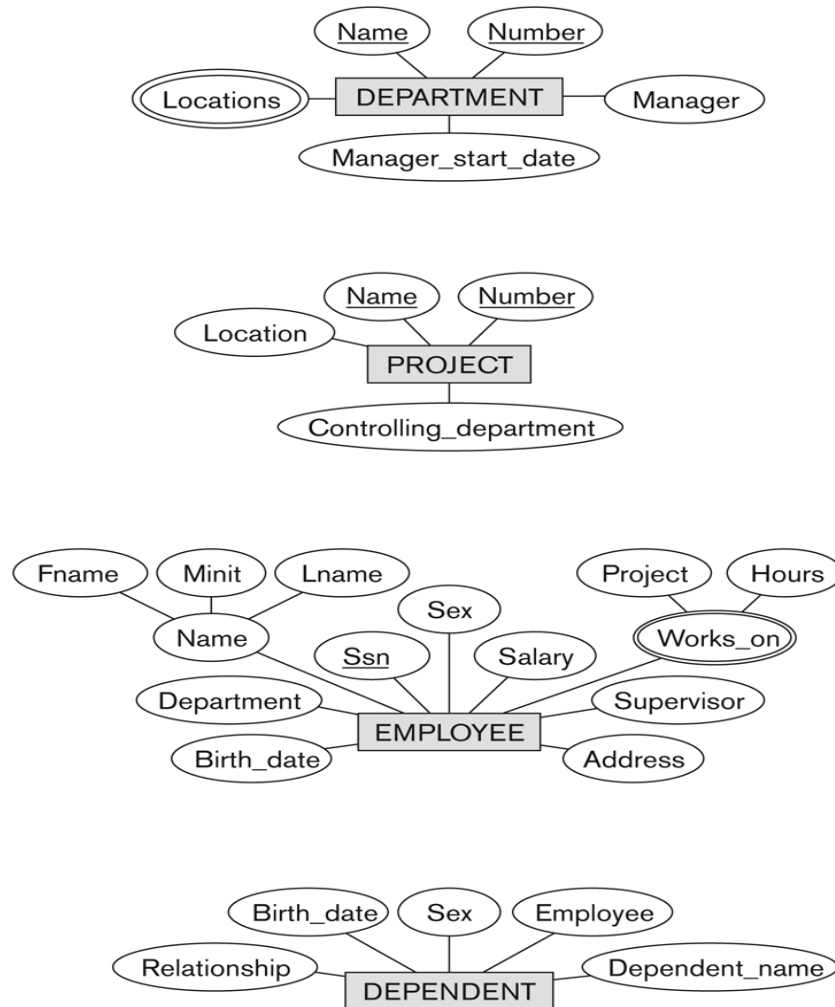 Name
Number
Locations
DEPARTMENT
Manager
Manager_start_date
Name
Number
Location
PROJECT
Controlling_department
Fname
Minit
Lname
Project
Hours
Sex
Name
Ssn
Salary
Works_on
Department
Supervisor
EMPLOYEE
Birth_date
Address
Birth_date
Sex
Employee
Relationship
Dependent_name
DEPENDENT